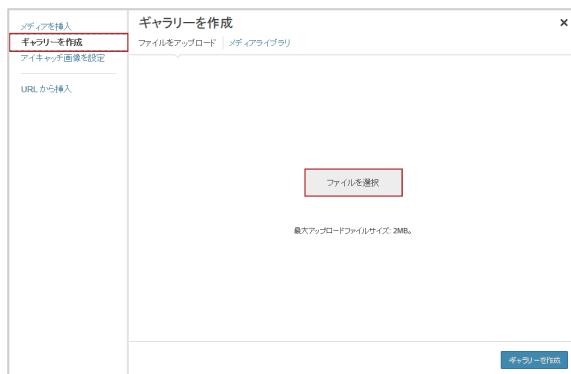 メディアを挿入
ギャラリーを作成
アイキャッチ画像を設定
URL から挿入
ギャラリーを作成
×
ファイルをアップロード
メディアライブラリ
ファイルを選択
最大アップロードファイルサイズ: 2MB。
ギャラリーを作成